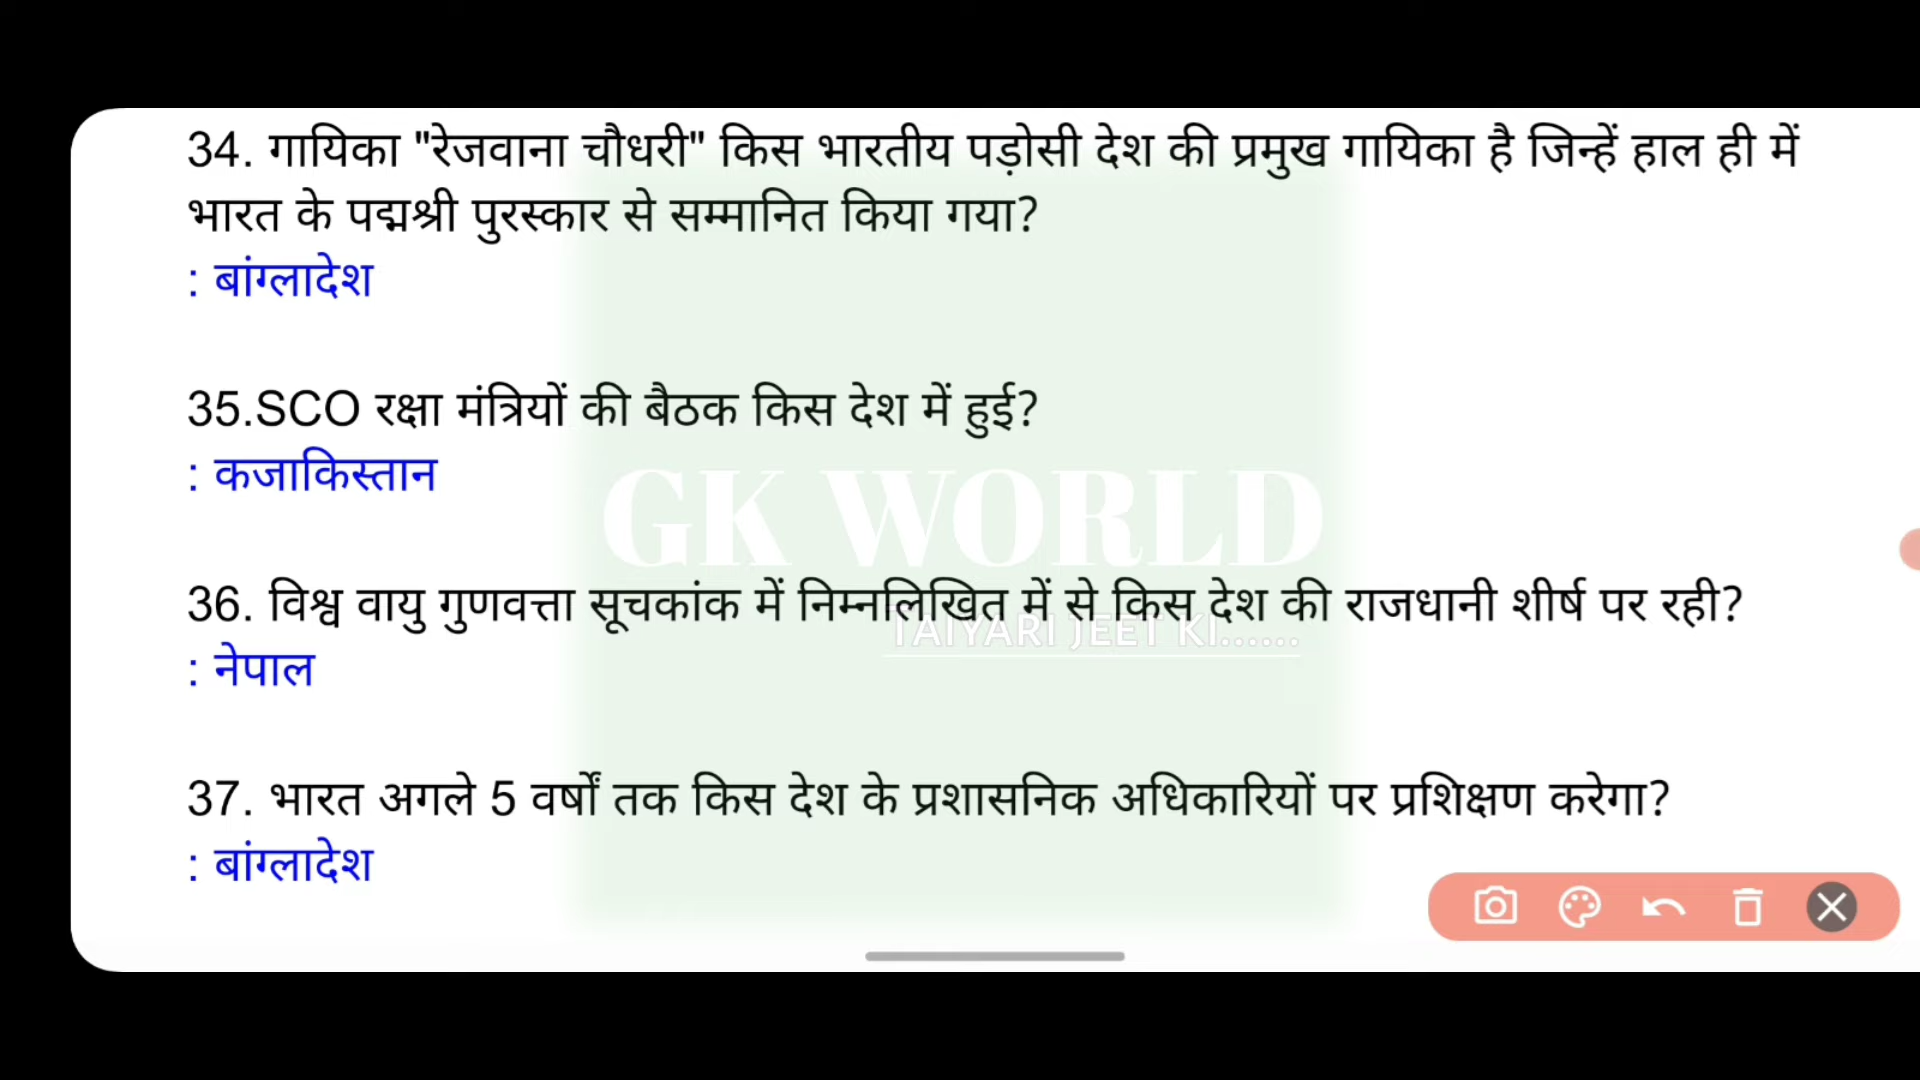 34. गायिका "रेजवाना चौधरी" किस भारतीय पड़ोसी देश की प्रमुख गायिका है जिन्हें हाल ही में
भारत के पद्मश्री पुरस्कार से सम्मानित किया गया?
: बांग्लादेश
35.SCO रक्षा मंत्रियों की बैठक किस देश में हुई?
: कजाकिस्तान
GK WORLD
36. विश्व वायु गुणवत्ता सूचकांक में निम्नलिखित में से किस देश की राजधानी शीर्ष पर रही?
TAIYARI JEET KI......
: नेपाल
37. भारत अगले 5 वर्षों तक किस देश के प्रशासनिक अधिकारियों पर प्रशिक्षण करेगा?
: बांग्लादेश